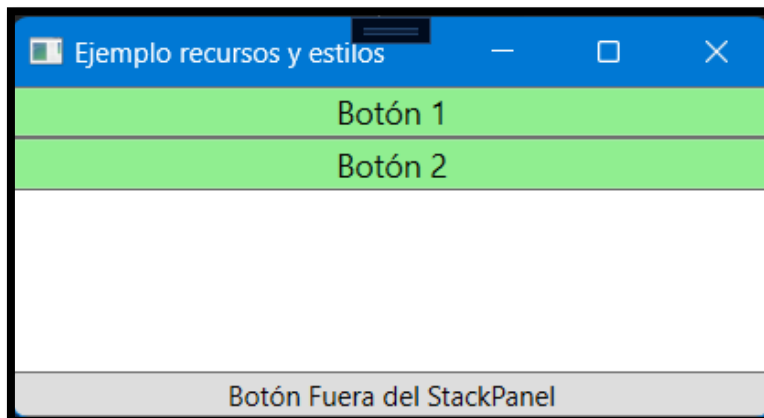 Ejemplo recursos y estilos
Botón 1
Botón 2
Botón Fuera del StackPanel